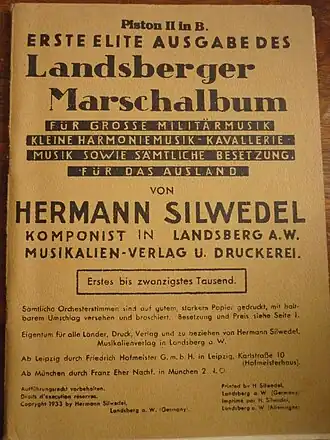 Piston II in B.
ERSTE ELITE AUSGABE DES
Landsberger
Marschalbum
FÜR GROSSE MILITÄRMUSIK
KLEINE HARMONIEMUSIK - KAVALLERIE-
MUSIK SOWIE SÄMTLICHE BESETZUNG.
FÜR DAS AUSLAND.
VON
HERMANN SILWEDEL
KOMPONIST IN LANDSBERG A.W.
MUSIKALIEN-VERLAG U. DRUCKEREI.
Erstes bis zwanzigstes Tausend.
Sämtliche Orchesterstimmen sind auf gutem, starkem Papier gedruckt, mit halt-
barem Umschlag versehen und broschiert. Besetzung und Preis siehe Seite 1.
Eigentum für alle Länder, Druck, Verlag und zu beziehen von Hermann Silwedel,
Musikalienverlag in Landsberg a. W.
Ab Leipzig durch Friedrich Hofmeister G. m. b. H. in Leipzig, Karlstraße 10
(Hofmeisterhaus).
Ab München durch Franz Eher Nachf. in München 2. N. O.
Aufführungsrecht vorbehalten.
Droits d'execution reserves.
Copyright 1933 by Hermann Silwedel,
Landsberg a. W. (Germany).
Printed by H. Silwedel,
Landsberg a. W. (Germany)
Imprimé par H. Silwedel,
Landsberg a. W. (Allemagne)